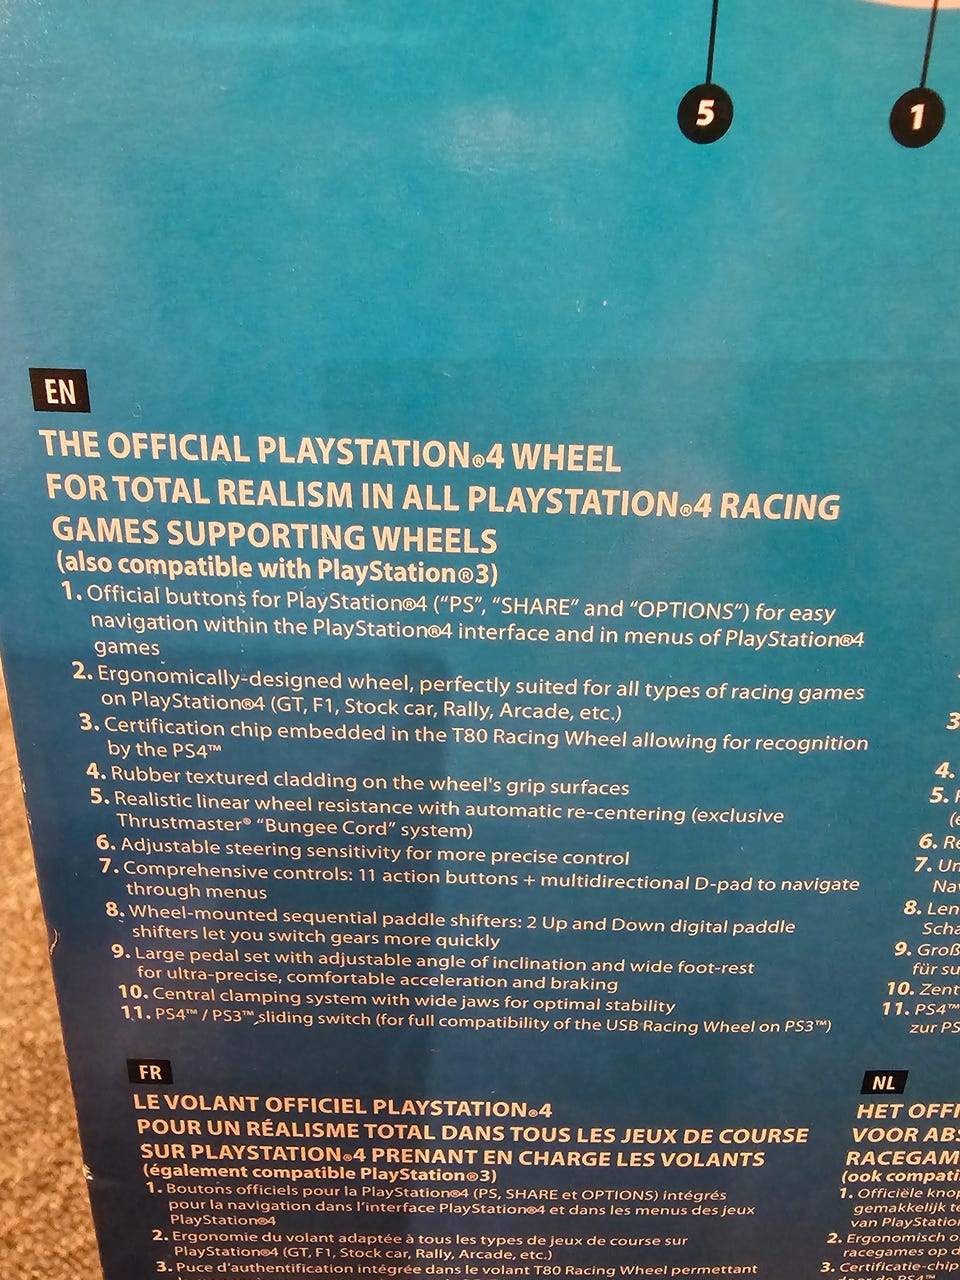 5
1
EN
THE OFFICIAL PLAYSTATION®4 WHEEL
FOR TOTAL REALISM IN ALL PLAYSTATION®4 RACING
GAMES SUPPORTING WHEELS
(also compatible with PlayStation®3)
1. Official buttons for PlayStation®4 (“PS”, “SHARE” and “OPTIONS”) for easy
navigation within the PlayStation®4 interface and in menus of PlayStation®4
games
2. Ergonomically-designed wheel, perfectly suited for all types of racing games
on PlayStation®4 (GT, F1, Stock car, Rally, Arcade, etc.)
3. Certification chip embedded in the T80 Racing Wheel allowing for recognition
by the PS4™
4. Rubber textured cladding on the wheel's grip surfaces
5. Realistic linear wheel resistance with automatic re-centering (exclusive
Thrustmaster® “Bungee Cord” system)
6. Adjustable steering sensitivity for more precise control
7. Comprehensive controls: 11 action buttons + multidirectional D-pad to navigate
through menus
8. Wheel-mounted sequential paddle shifters: 2 Up and Down digital paddle
shifters let you switch gears more quickly
9. Large pedal set with adjustable angle of inclination and wide foot-rest
for ultra-precise, comfortable acceleration and braking
10. Central clamping system with wide jaws for optimal stability
11. PS4™ / PS3™ sliding switch (for full compatibility of the USB Racing Wheel on PS3™)
3
4.
5.
6. Re
7. Un
Nav
8. Len
Scha
9. Groß
für su
10. Zent
11. PS4™
zur PS
FR
LE VOLANT OFFICIEL PLAYSTATION®4
POUR UN RÉALISME TOTAL DANS TOUS LES JEUX DE COURSE
SUR PLAYSTATION®4 PRENANT EN CHARGE LES VOLANTS
(également compatible PlayStation®3)
1. Boutons officiels pour la PlayStation®4 (PS, SHARE et OPTIONS) intégrés
pour la navigation dans l'interface PlayStation®4 et dans les menus des jeux
PlayStation®4
2. Ergonomie du volant adaptée à tous les types de jeux de course sur
PlayStation®4 (GT, F1, Stock car, Rally, Arcade, etc.)
3. Puce d'authentification intégrée dans le volant T80 Racing Wheel permettant
NL
HET OFFI
VOOR ABS
RACEGAM
(ook compati
1. Officiële knop
gemakkelijk te
van PlayStation
2. Ergonomisch o
racegames op d
3. Certificatie-chip